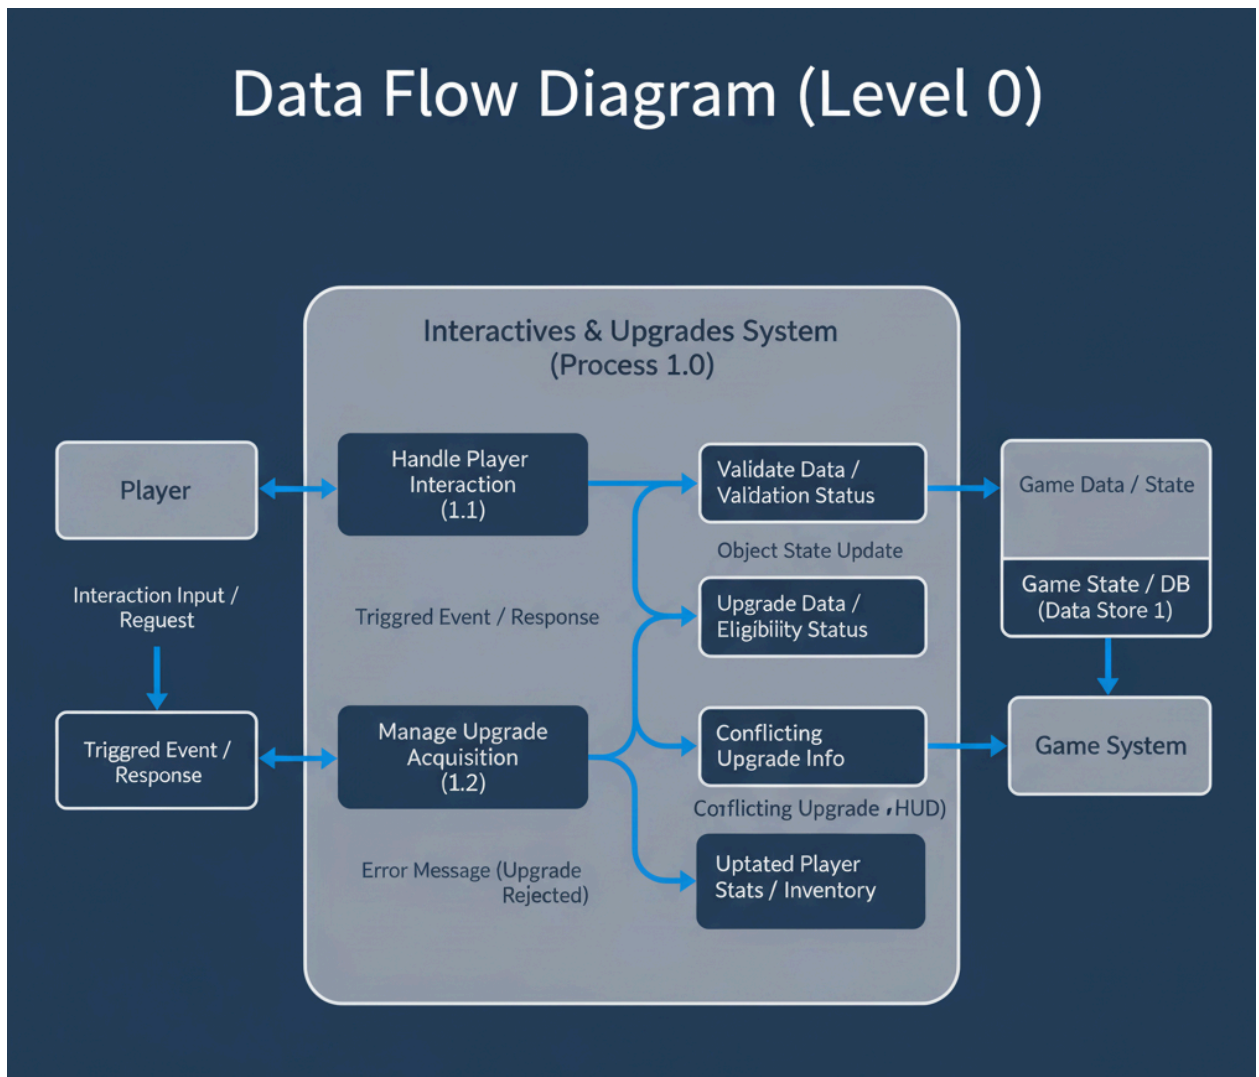 Data Flow Diagram (Level 0)
Interactives & Upgrades System
(Process 1.0)
Player
Handle Player
Interaction
(1.1)
Validate Data /
Validation Status
Game Data / State
Object State Update
Interaction Input /
Request
Triggred Event / Response
Upgrade Data /
Eligibility Status
Game State / DB
(Data Store 1)
Triggred Event /
Response
Manage Upgrade
Acquisition
(1.2)
Conflicting
Upgrade Info
Game System
Conflicting Upgrade HUD)
Error Message (Upgrade
Rejected)
Uptated Player
Stats / Inventory